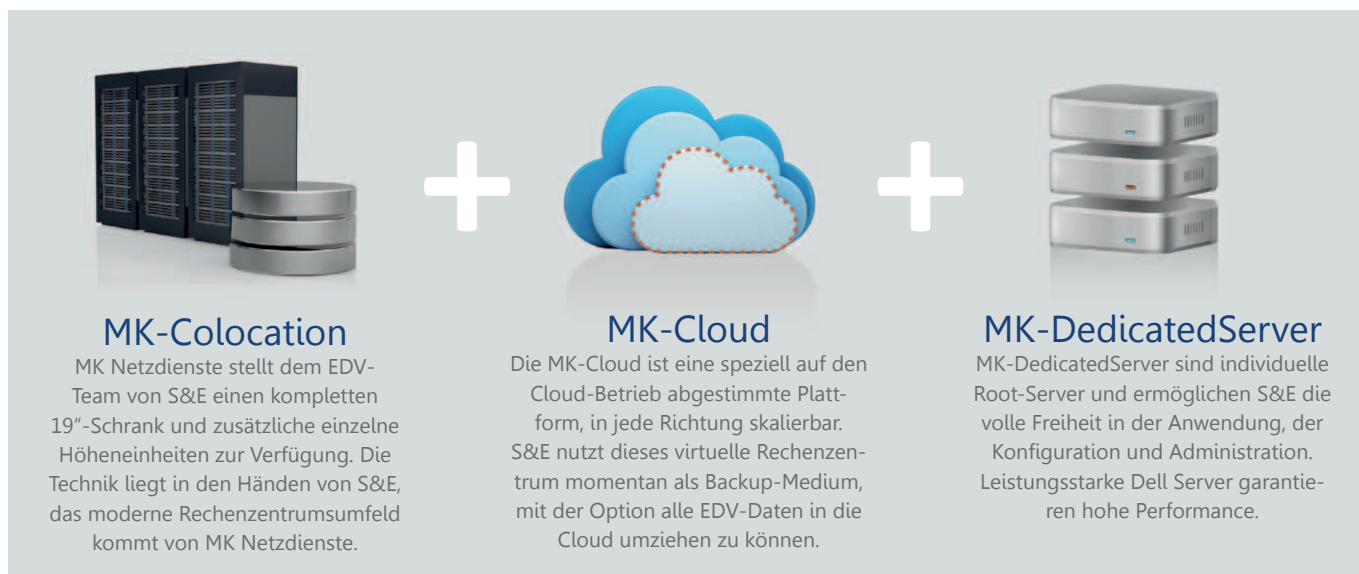 MK-Colocation
MK Netzdienste stellt dem EDV-
Team von S&E einen kompletten
19“-Schrank und zusätzliche einzelne
Höheneinheiten zur Verfügung. Die
Technik liegt in den Händen von S&E,
das moderne Rechenzentrumsumfeld
kommt von MK Netzdienste.
MK-Cloud
Die MK-Cloud ist eine speziell auf den
Cloud-Betrieb abgestimmte Platt-
form, in jede Richtung skalierbar.
S&E nutzt dieses virtuelle Rechenzen-
trum momentan als Backup-Medium,
mit der Option alle EDV-Daten in die
Cloud umziehen zu können.
MK-DedicatedServer
MK-DedicatedServer sind individuelle
Root-Server und ermöglichen S&E die
volle Freiheit in der Anwendung, der
Konfiguration und Administration.
Leistungsstarke Dell Server garantie-
ren hohe Performance.